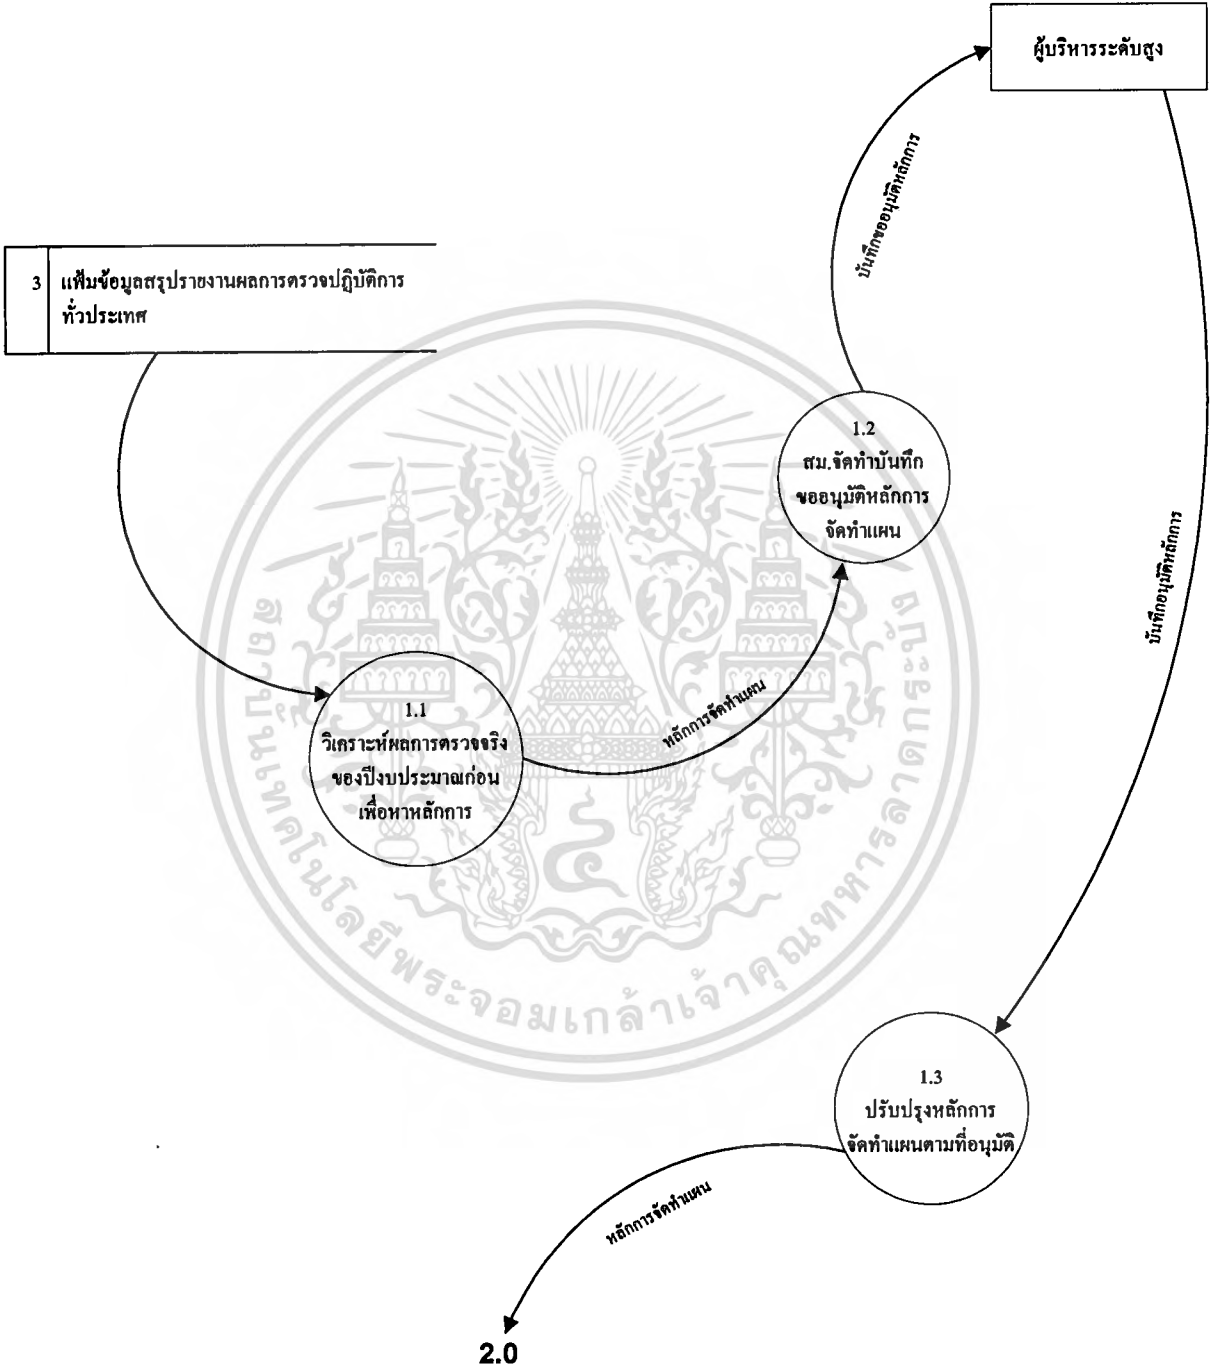 ผู้บริหารระดับสูง
บันทึกขออนุมัติหลักการ
3
แฟ้มข้อมูลสรุปรายงานผลการตรวจปฏิบัติการ
ทั่วประเทศ
1.2
สม.จัดทำบันทึก
ขออนุมัติหลักการ
จัดทำแผน
บันทึกอนุมัติหลักการ
หลักการจัดทำแผน
1.1
วิเคราะห์ผลการตรวจจริง
ของปีงบประมาณก่อน
เพื่อหาหลักการ
สถาบันเทคโนโลยีพระจอมเกล้าเจ้าคุณทหารลาดกระบัง
1.3
ปรับปรุงหลักการ
จัดทำแผนตามที่อนุมัติ
หลักการจัดทำแผน
2.0